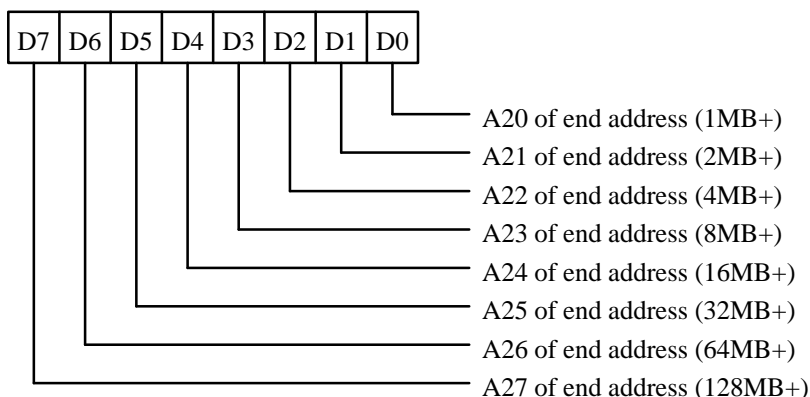 D7 D6 D5 D4 D3 D2 D1 D0
A20 of end address (1MB+)
A21 of end address (2MB+)
A22 of end address (4MB+)
A23 of end address (8MB+)
A24 of end address (16MB+)
A25 of end address (32MB+)
A26 of end address (64MB+)
A27 of end address (128MB+)